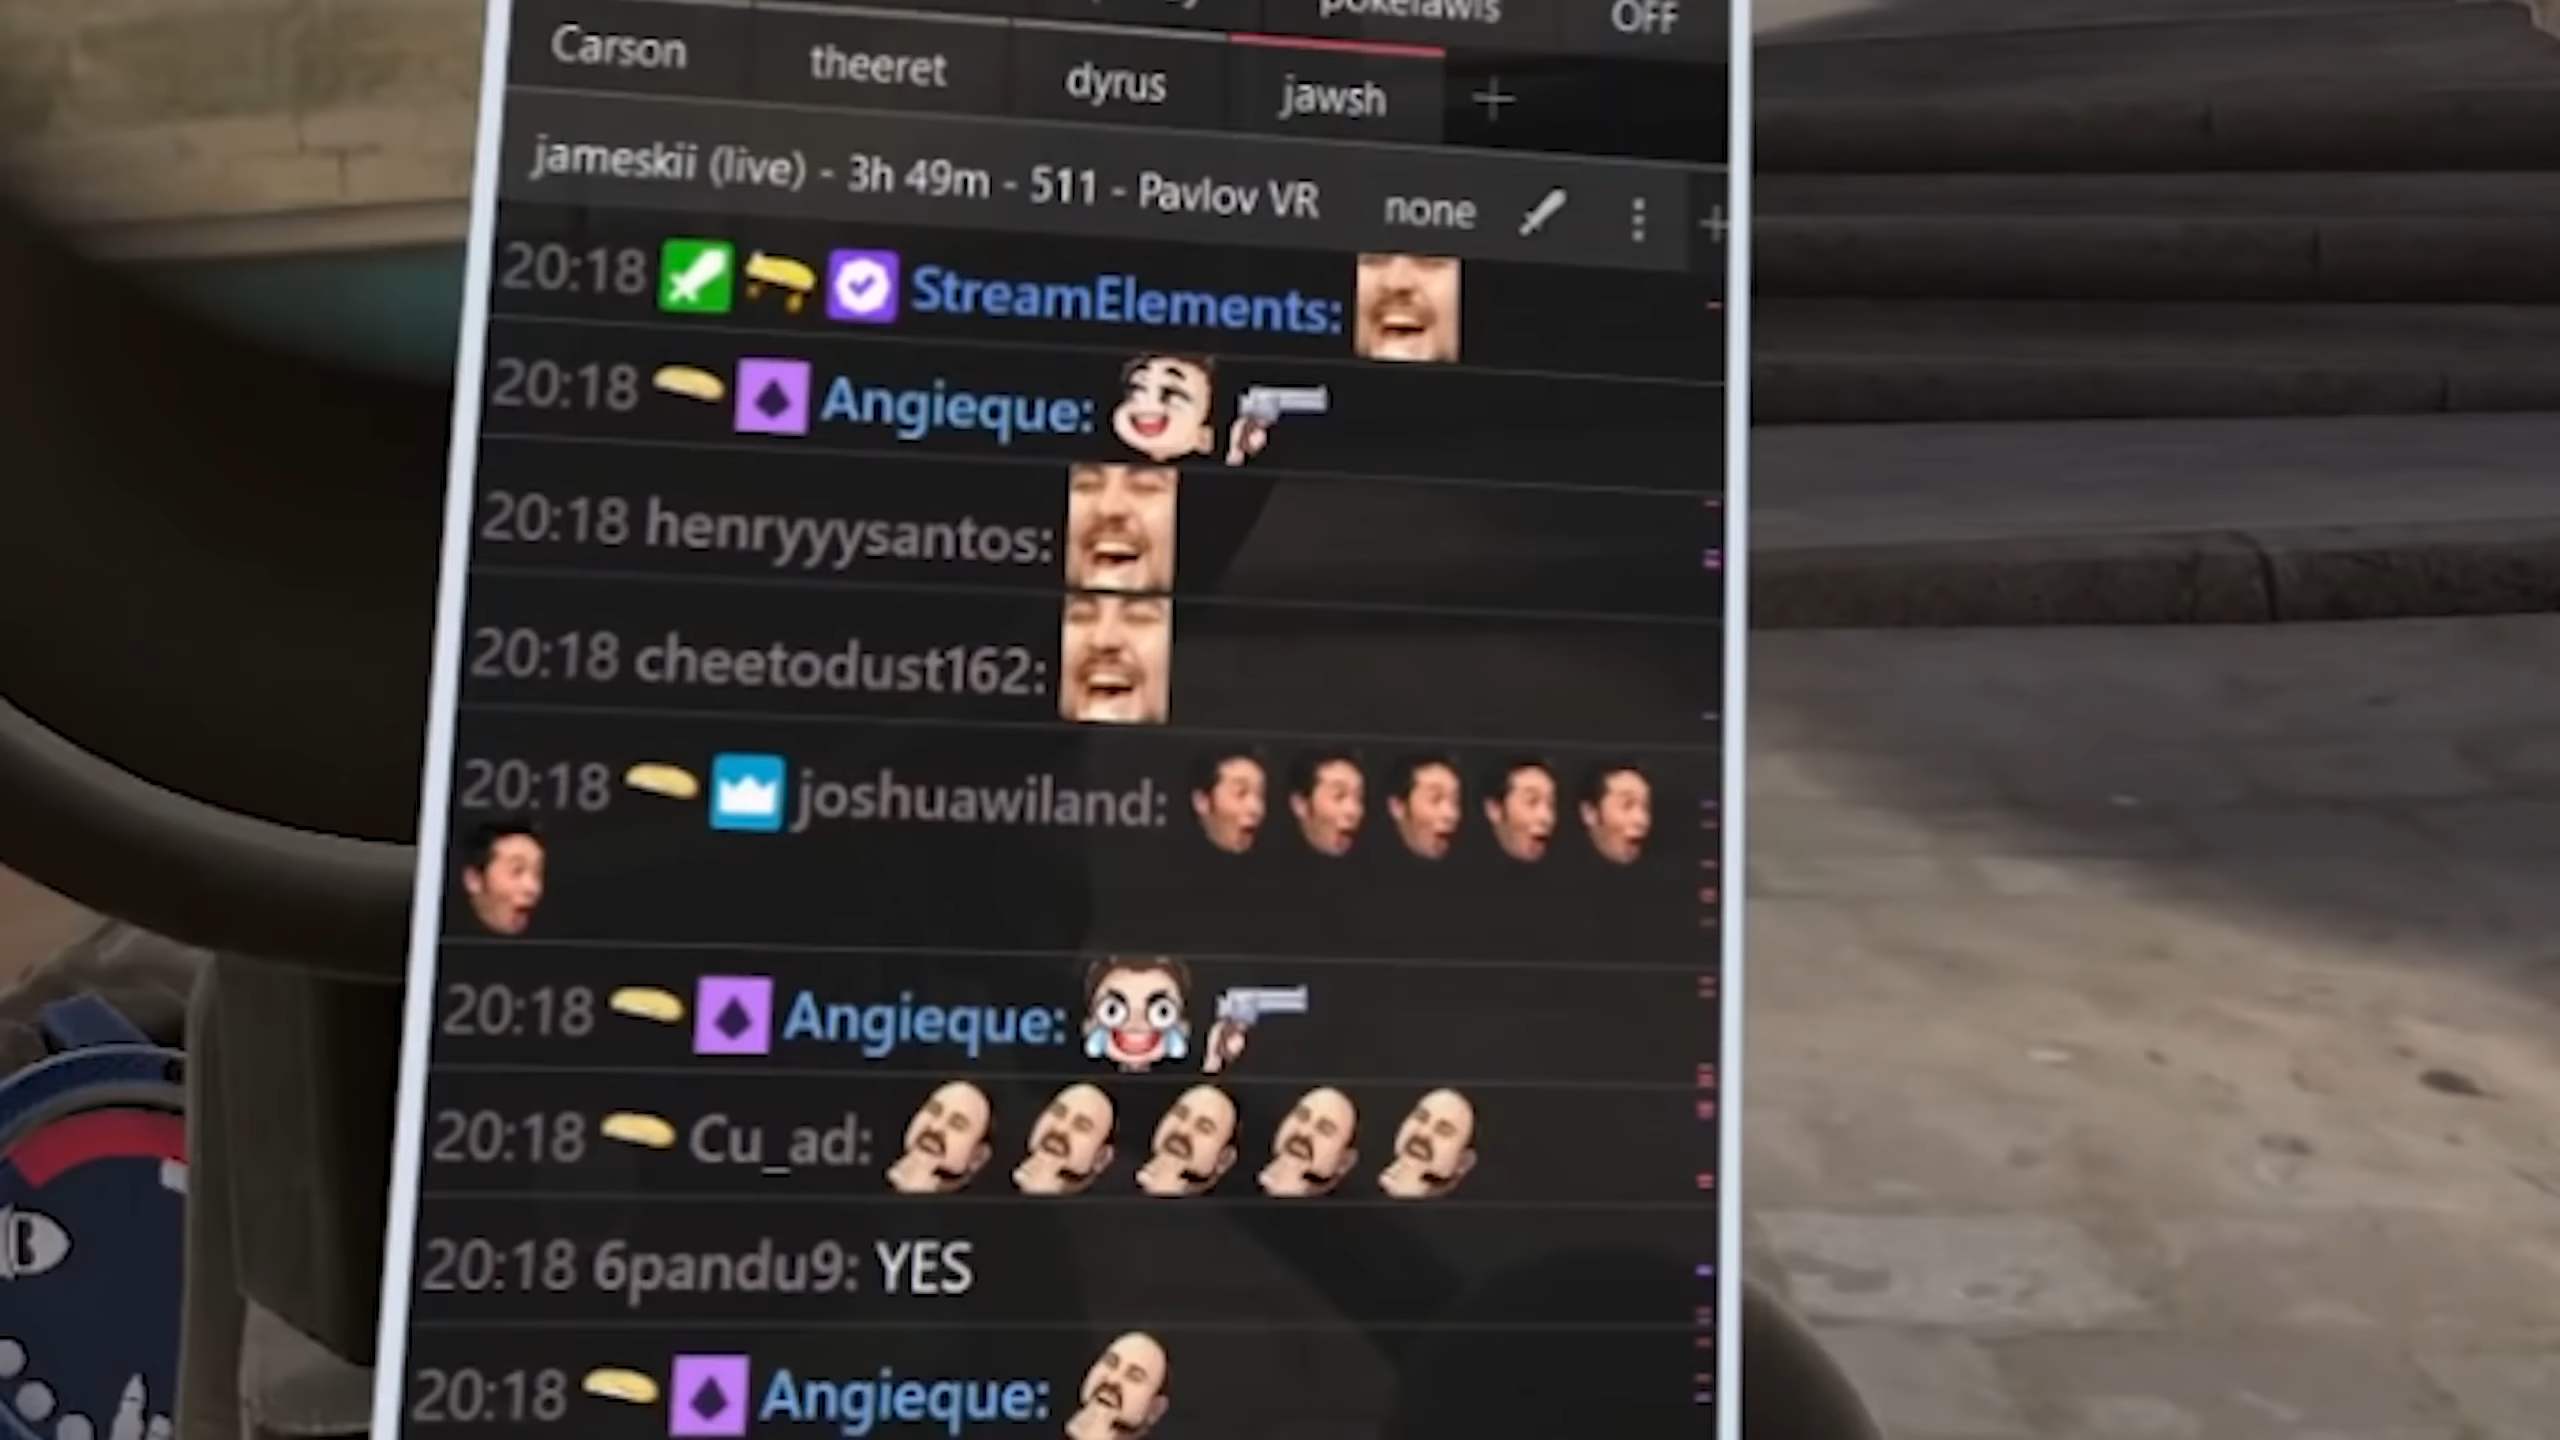 pokelawls OFF
Carson theeret dyrus jawsh +
jameskii (live) - 3h 49m - 511 - Pavlov VR none
20:18 StreamElements:
20:18 Angieque:
20:18 henryyysantos:
20:18 cheetodust162:
20:18 joshuawiland:
20:18 Angieque:
20:18 Cu_ad:
20:18 6pandu9: YES
20:18 Angieque: